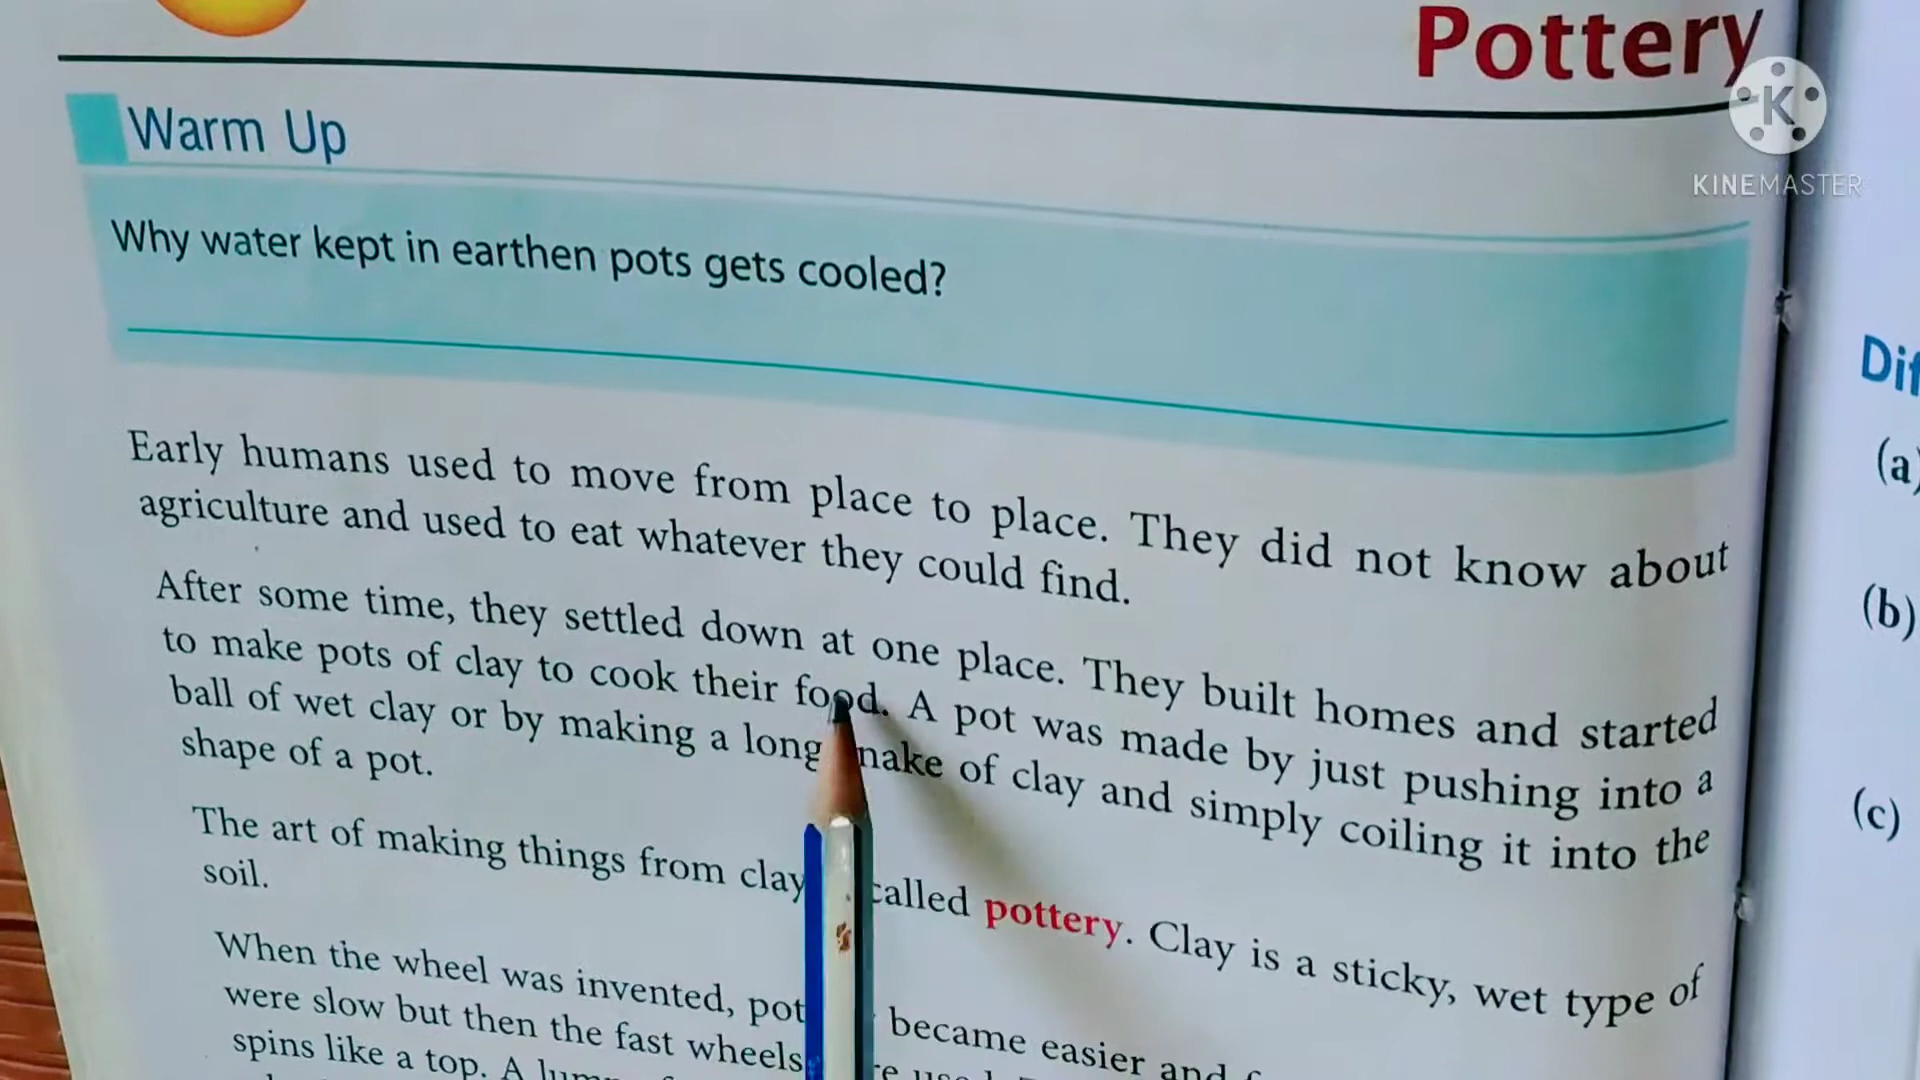 Pottery
KINEMASTER
Warm Up
Why water kept in earthen pots gets cooled?
Early humans used to move from place to place. They did not know about
agriculture and used to eat whatever they could find.
After some time, they settled down at one place. They built homes and started
to make pots of clay to cook their food. A pot was made by just pushing into a
ball of wet clay or by making a long nake of clay and simply coiling it into the
shape of a pot.
The art of making things from clay called pottery. Clay is a sticky, wet type of
soil.
When the wheel was invented, pot became easier and
were slow but then the fast wheels
spins like a top. A
Dif
(a)
(b)
(c)